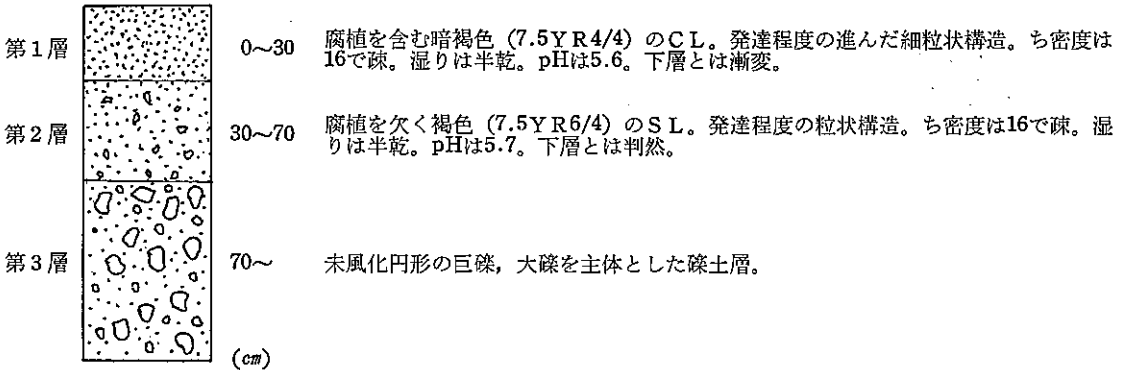 第1層 0～30 腐植を含む暗褐色 (7.5YR4/4) のCL。発達程度の進んだ細粒状構造。ち密度は
16で疎。湿りは半乾。pHは5.6。下層とは漸変。
第2層 30～70 腐植を欠く褐色 (7.5YR6/4) のSL。発達程度の粒状構造。ち密度は16で疎。湿
りは半乾。pHは5.7。下層とは判然。
第3層 70～ 未風化円形の巨礫，大礫を主体とした礫土層。
(cm)